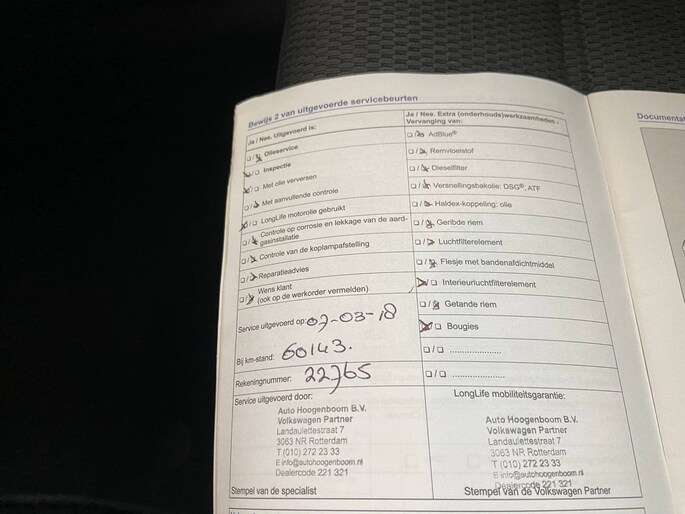 Bewijs 2 van uitgevoerde servicebeurten
Ja / Nee. Uitgevoerd is:
Olieservice
Inspectie
Met olie verversen
Met aanvullende controle
LongLife motorolie gebruikt
Controle op corrosie en lekkage van de aard-
gasinstallatie
Controle van de koplampafstelling
Reparatieadvies
Wens klant
(ook op de werkorder vermelden)
Service uitgevoerd op: 07-03-18
Bij km-stand: 60143.
Rekeningnummer: 22765
Service uitgevoerd door:
Auto Hoogenboom B.V.
Volkswagen Partner
Landaulettestraat 7
3063 NR Rotterdam
T (010) 272 23 33
E info@autohoogenboom.nl
Dealercode 221 321
Stempel van de specialist
Ja / Nee. Extra (onderhouds)werkzaamheden -
Vervanging van:
AdBlue®
Remvloeistof
Dieselfilter
Versnellingsbakolie: DSG®, ATF
Haldex-koppeling: olie
Geribde riem
Luchtfilterelement
Flesje met bandenafdichtmiddel
Interieurluchtfilterelement
Getande riem
Bougies
.....................
.....................
LongLife mobiliteitsgarantie:
Auto Hoogenboom B.V.
Volkswagen Partner
Landaulettestraat 7
3063 NR Rotterdam
T (010) 272 23 33
E info@autohoogenboom.nl
Dealercode 221 321
Stempel van de Volkswagen Partner